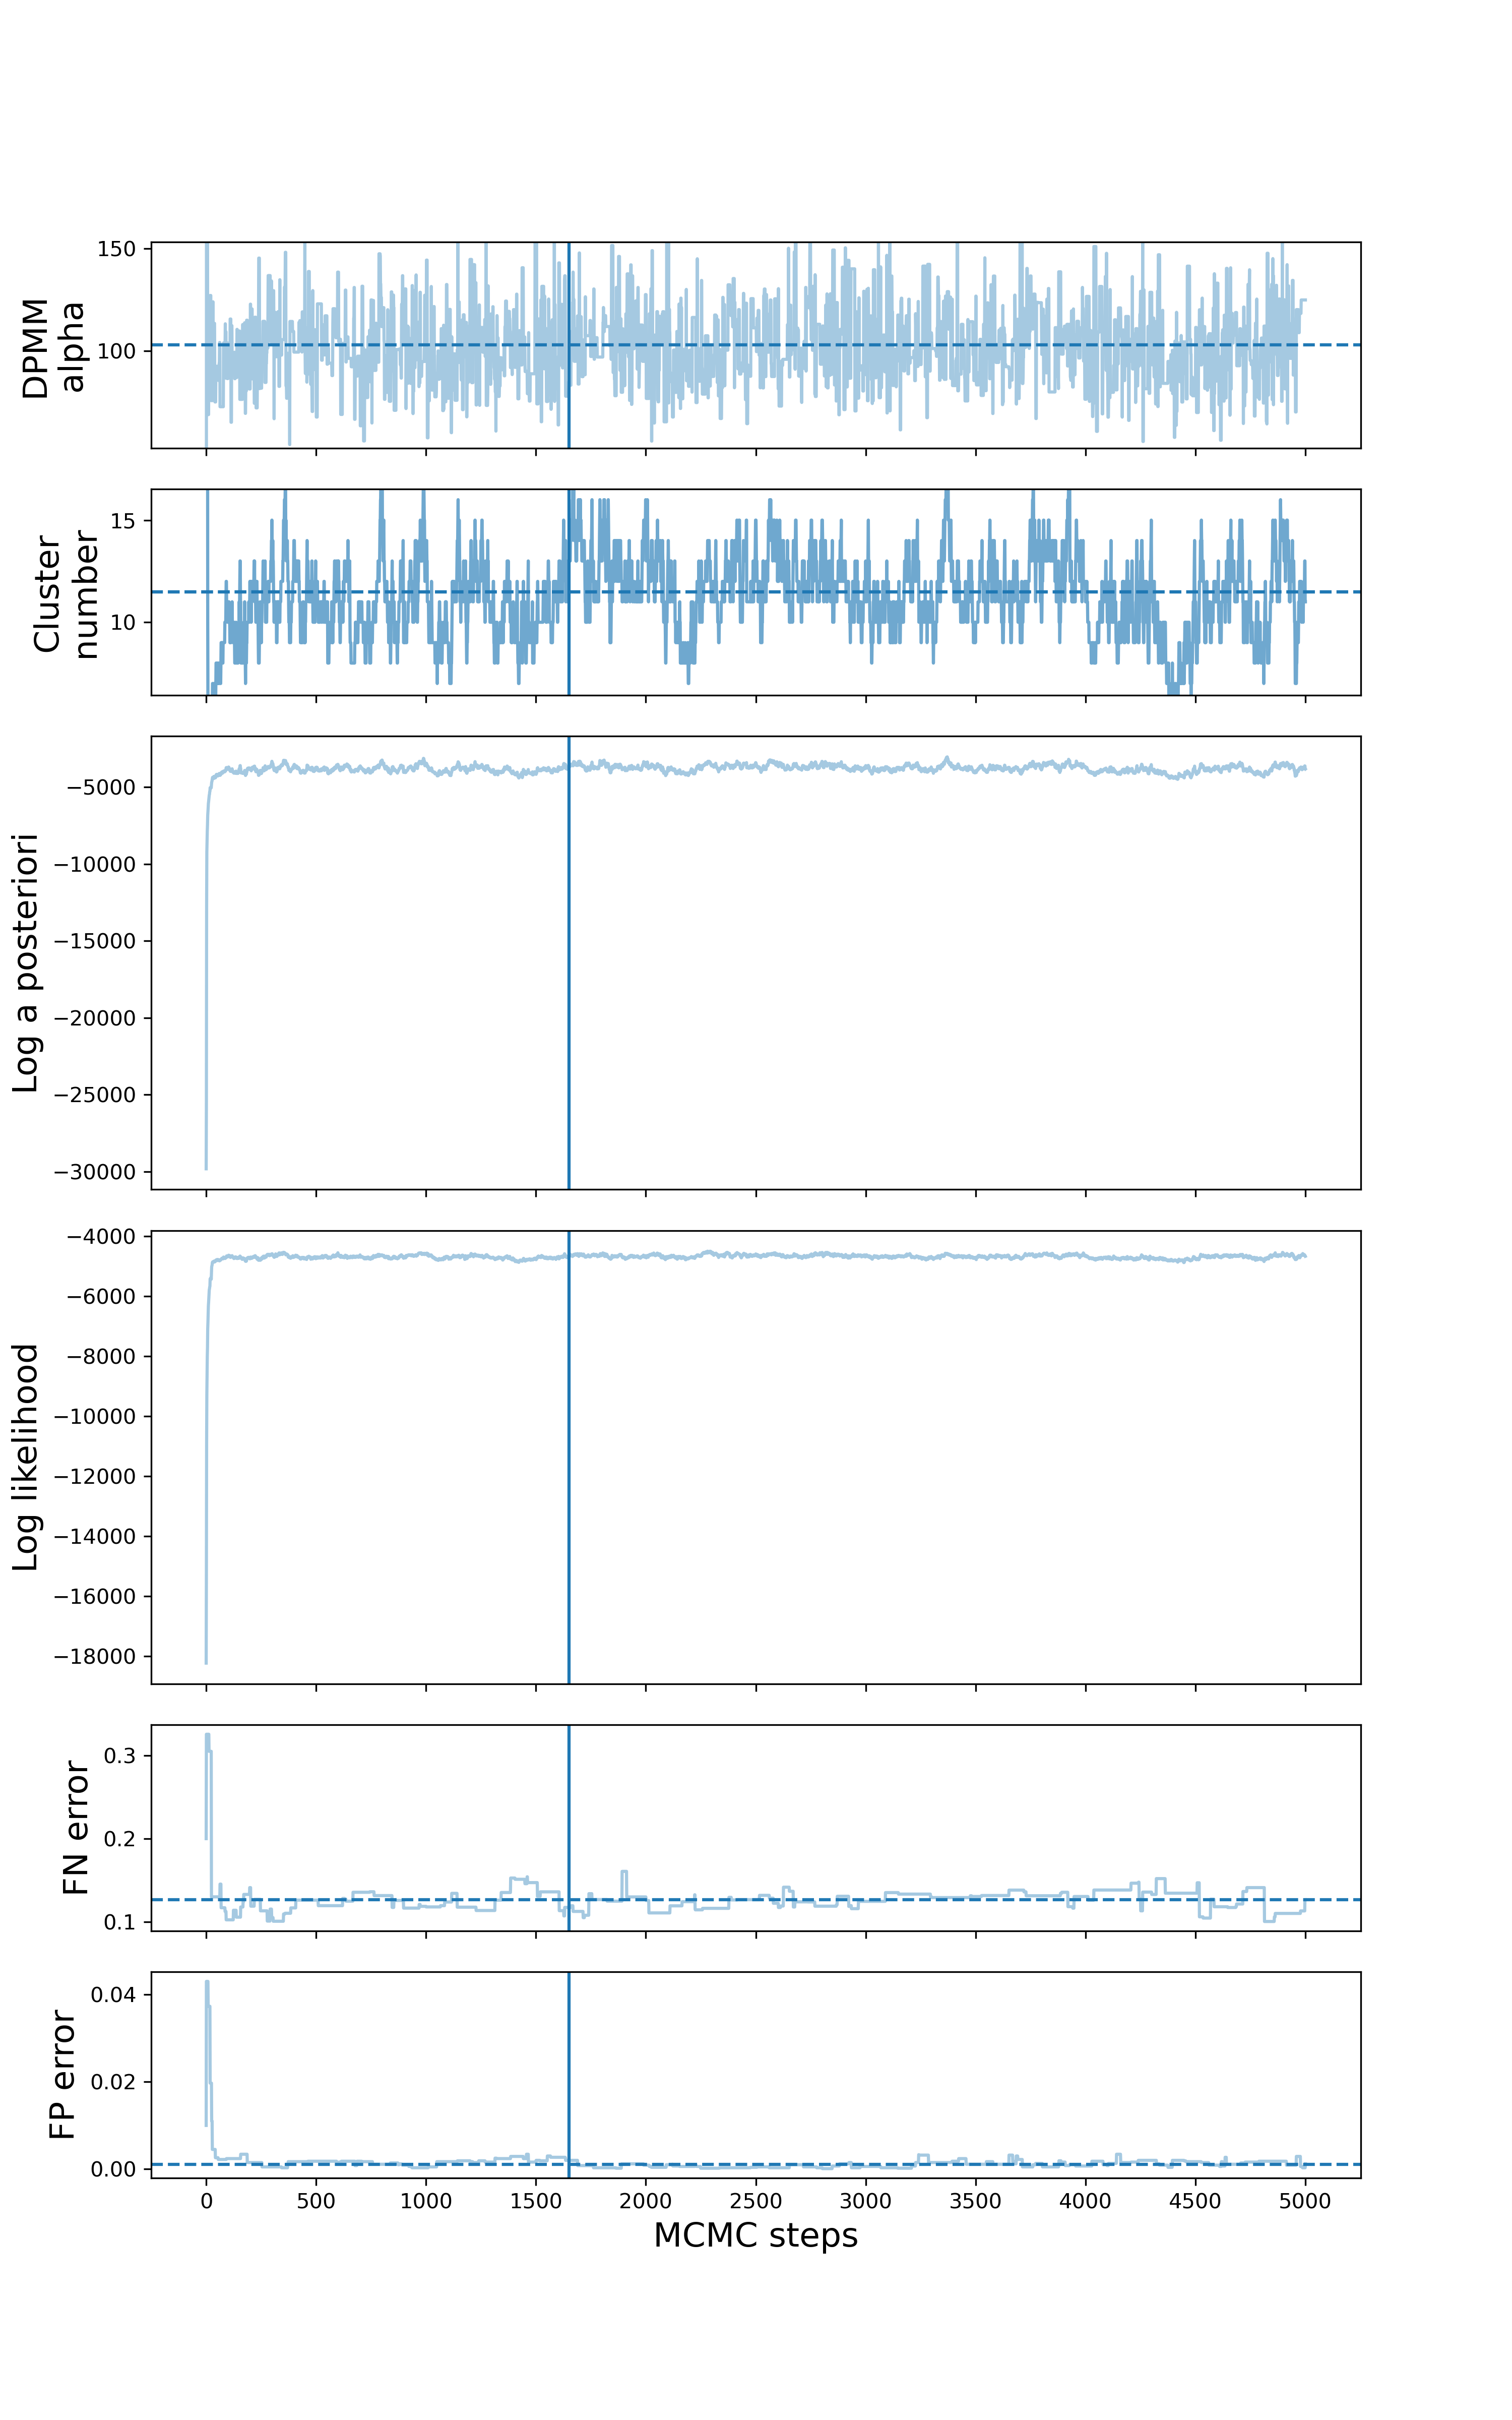 DPMM
alpha
150
100
Cluster
number
15
10
Log a posteriori
−5000
−10000
−15000
−20000
−25000
−30000
Log likelihood
−4000
−6000
−8000
−10000
−12000
−14000
−16000
−18000
FN error
0.3
0.2
0.1
FP error
0.04
0.02
0.00
0 500 1000 1500 2000 2500 3000 3500 4000 4500 5000
MCMC steps